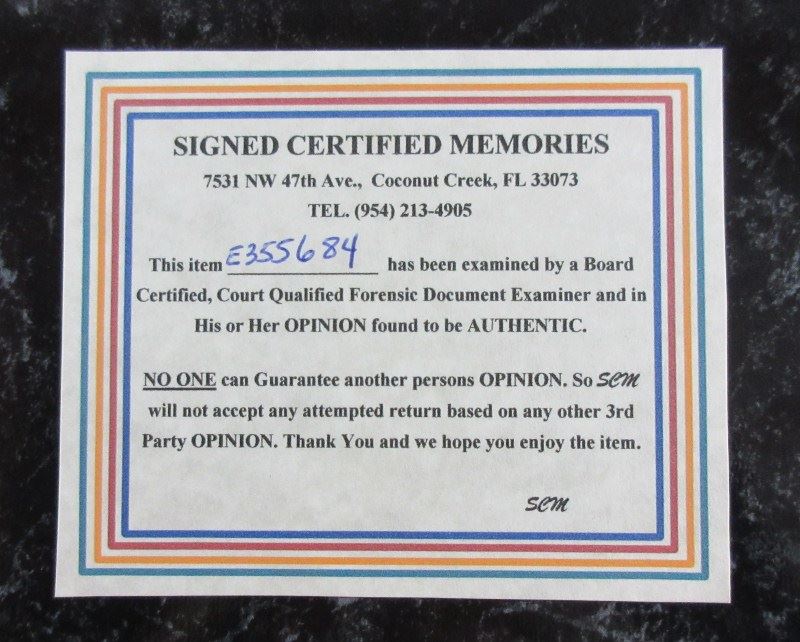 SIGNED CERTIFIED MEMORIES
7531 NW 47th Ave., Coconut Creek, FL 33073
TEL. (954) 213-4905
This item E355684 has been examined by a Board
Certified, Court Qualified Forensic Document Examiner and in
His or Her OPINION found to be AUTHENTIC.
NO ONE can Guarantee another persons OPINION. So SCM
will not accept any attempted return based on any other 3rd
Party OPINION. Thank You and we hope you enjoy the item.
SCM